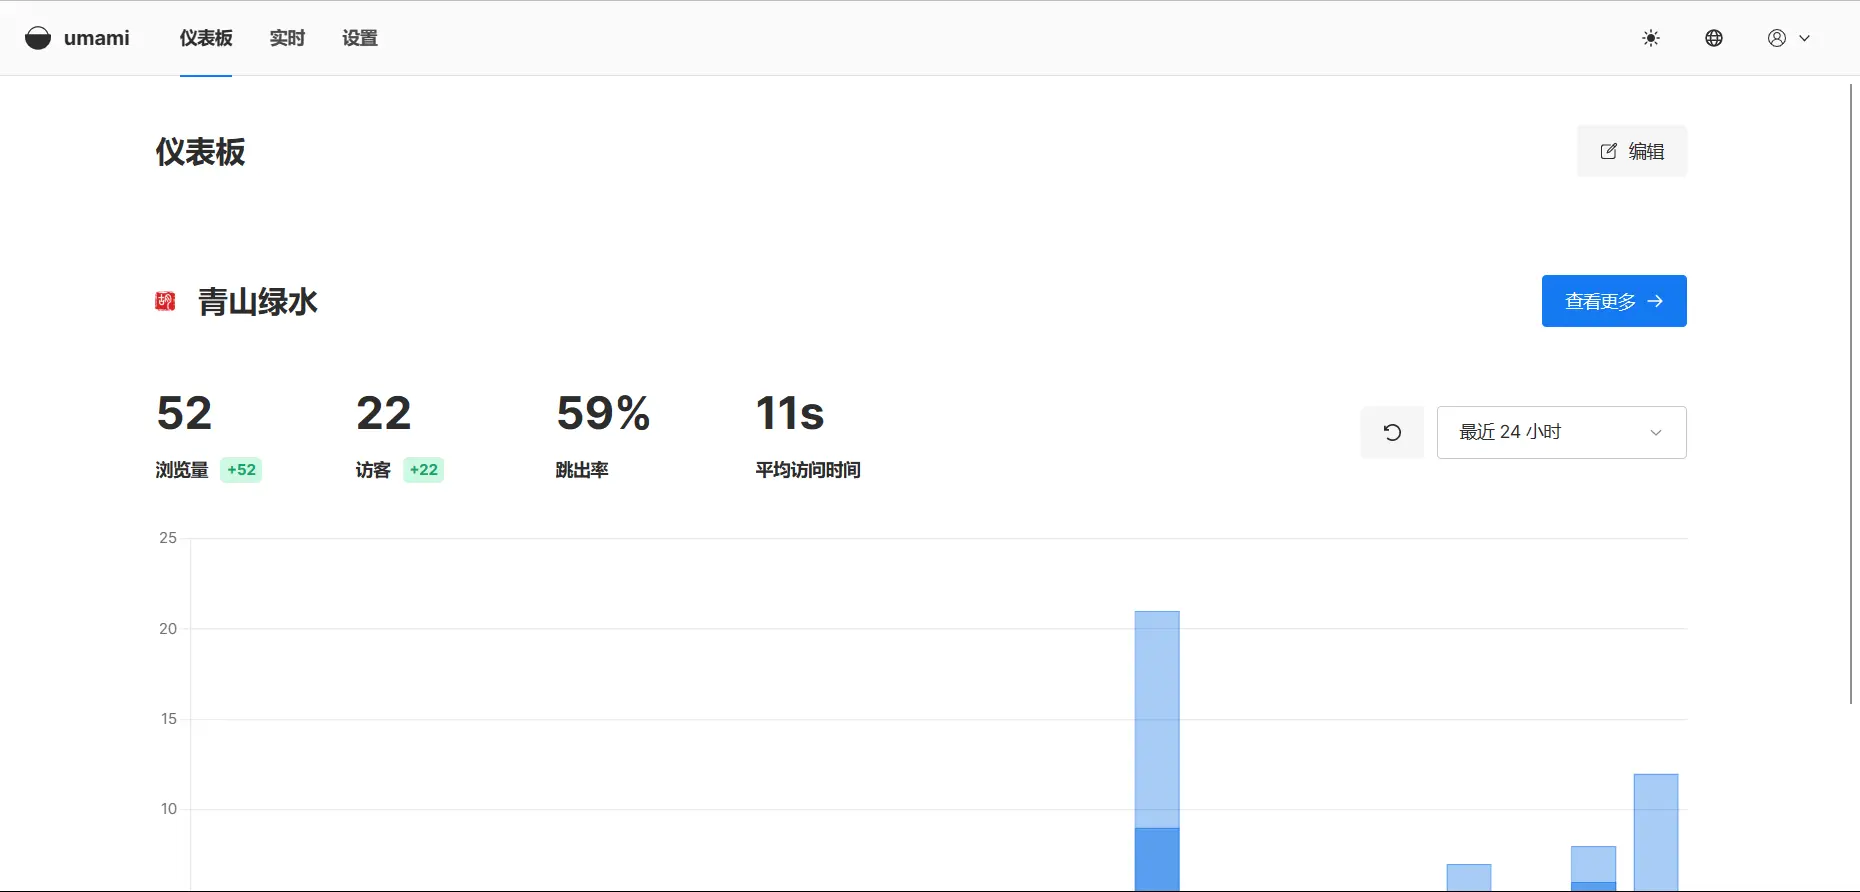 umami 仪表板 实时 设置
仪表板
编辑
胡
青山绿水
查看更多 →
52 22 59% 11s
浏览量 +52 访客 +22 跳出率 平均访问时间
最近 24 小时
25
20
15
10